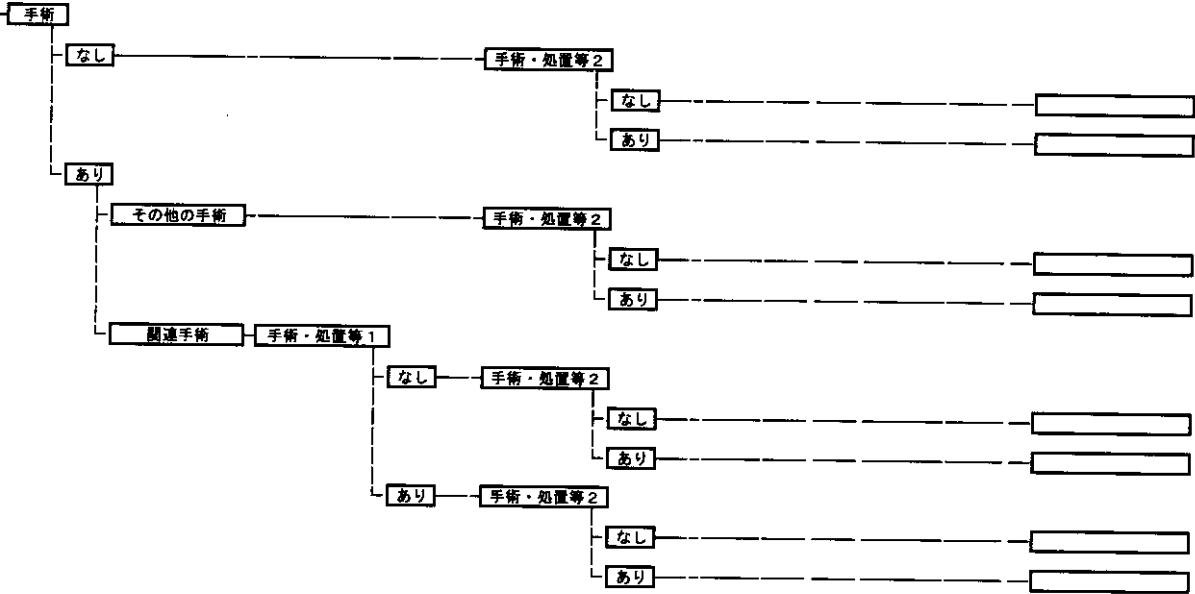 手術
なし
手術・処置等2
なし
あり
あり
その他の手術
手術・処置等2
なし
あり
関連手術
手術・処置等1
なし
手術・処置等2
なし
あり
あり
手術・処置等2
なし
あり